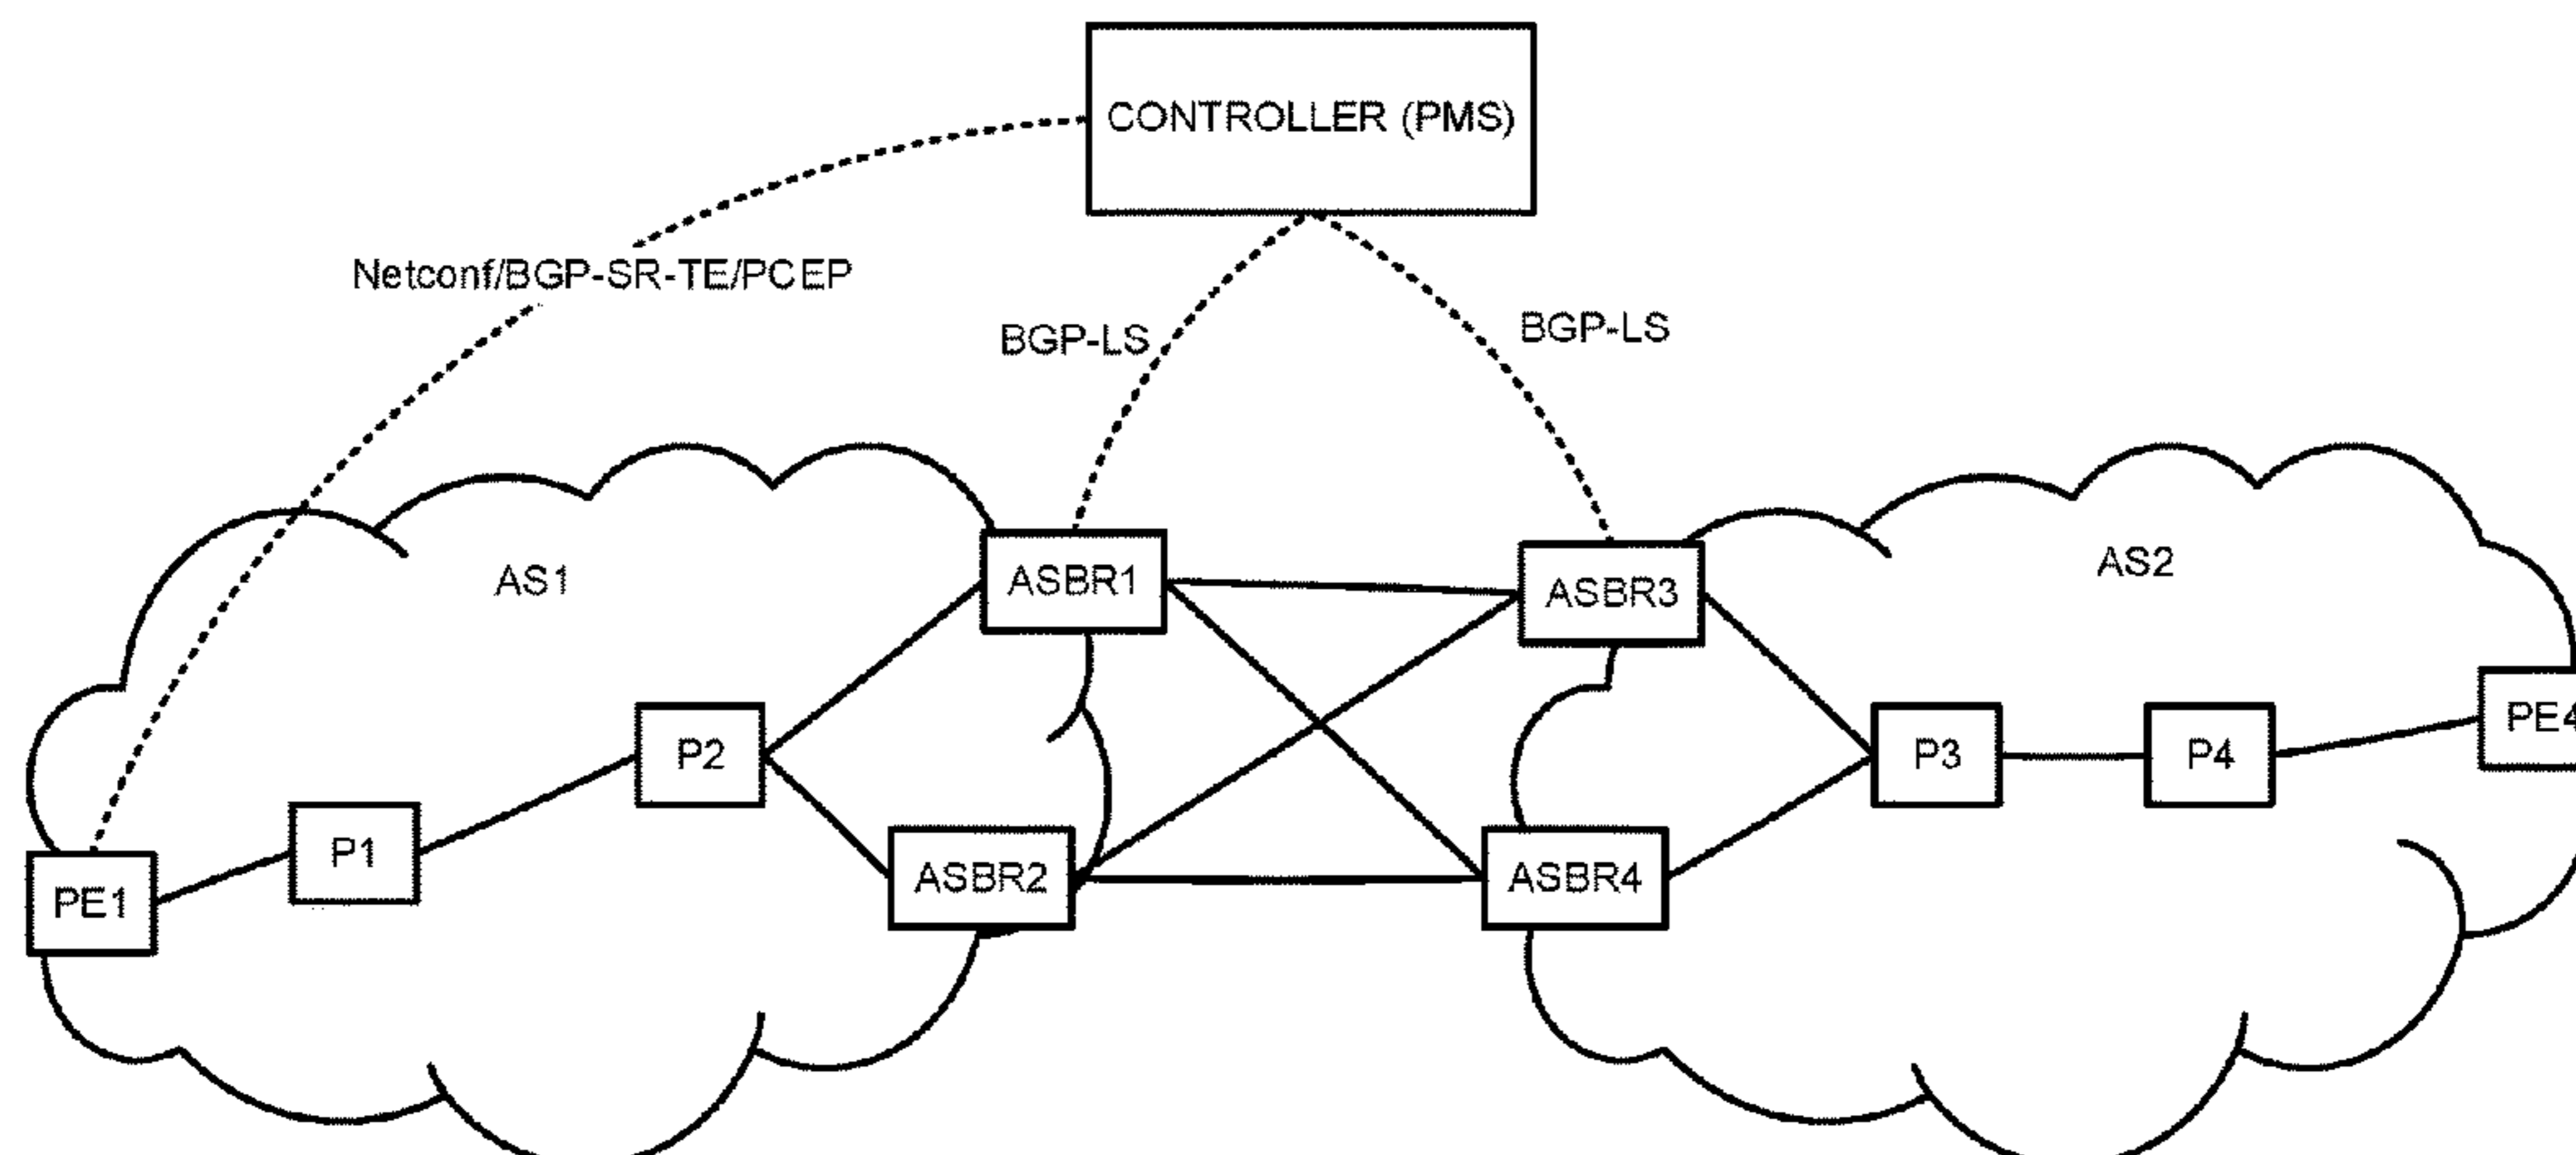 CONTROLLER (PMS)
Netconf/BGP-SR-TE/PCEP
BGP-LS
BGP-LS
AS1
AS2
ASBR1
ASBR3
P2
P3
P4
PE4
P1
PE1
ASBR2
ASBR4